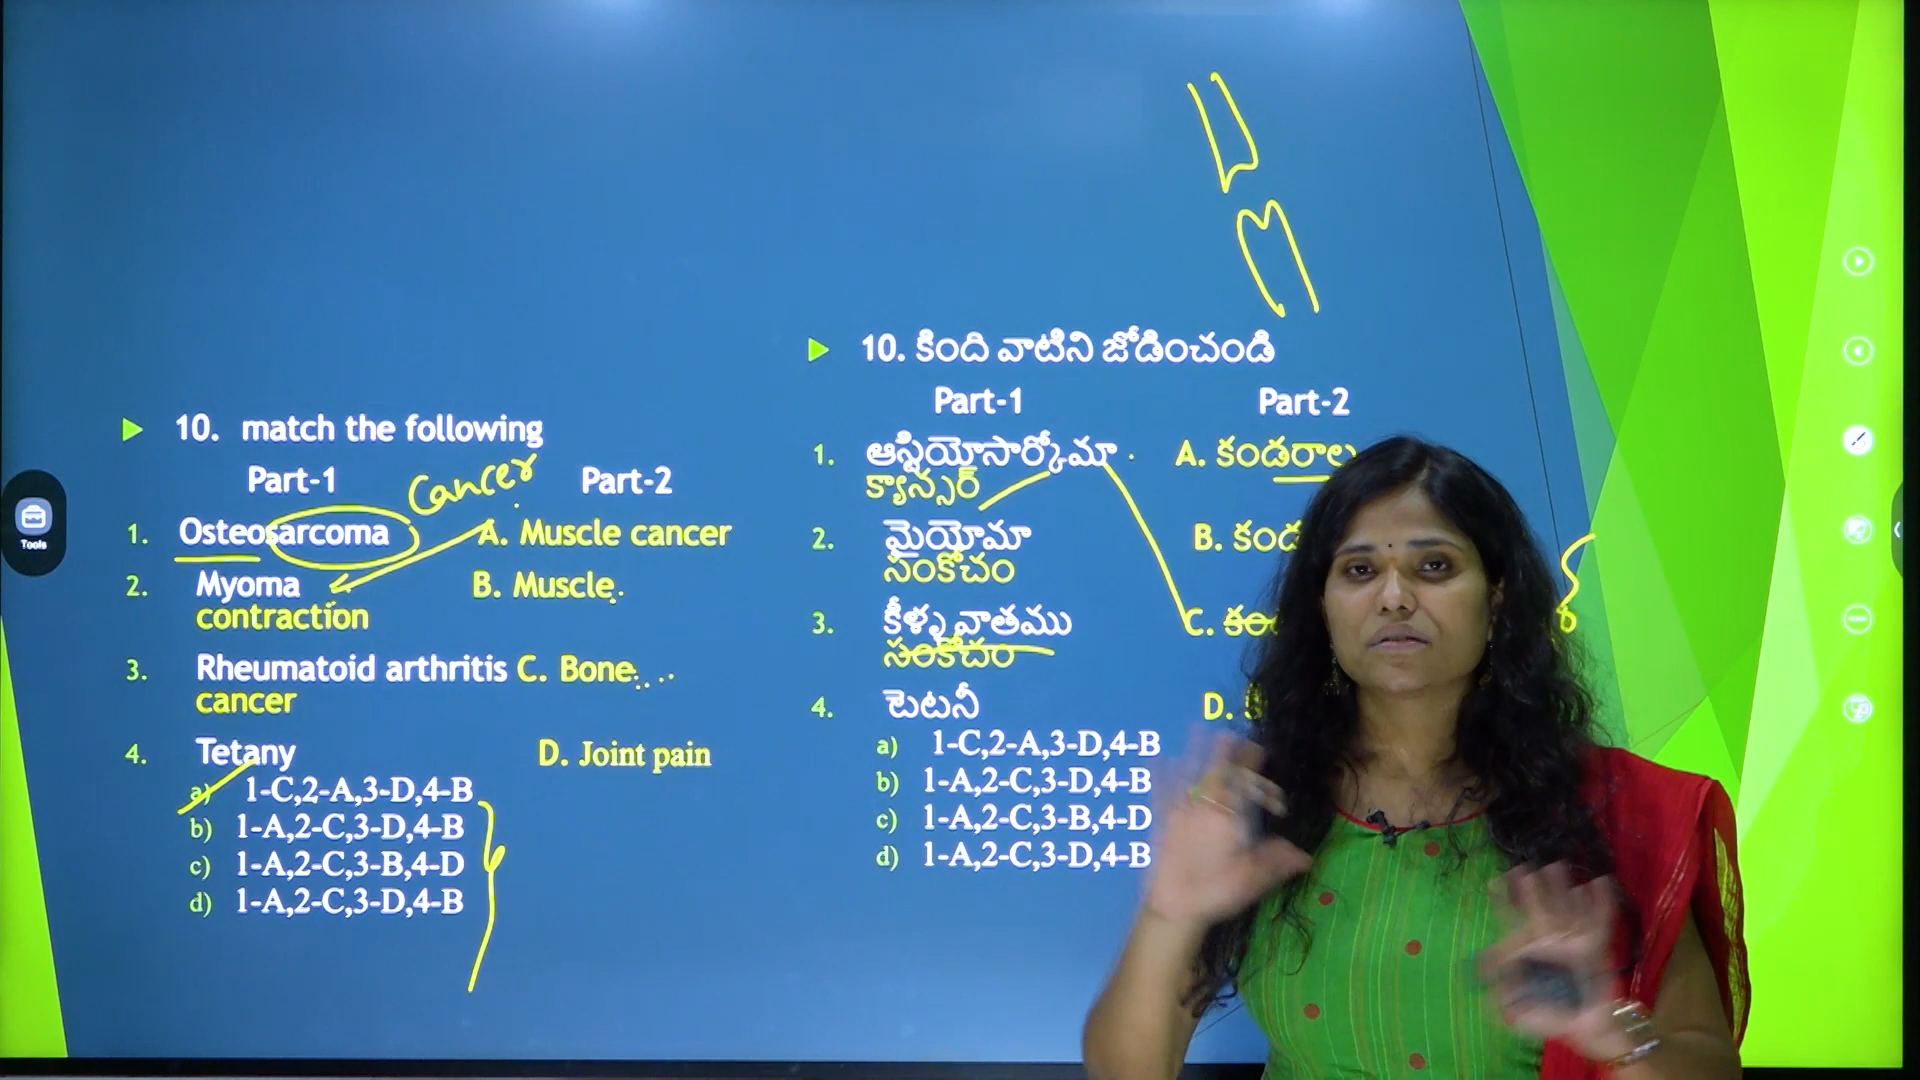 10. match the following
Part-1 Part-2
Cancer
1. Osteosarcoma A. Muscle cancer
2. Myoma B. Muscle
contraction
3. Rheumatoid arthritis C. Bone
cancer
4. Tetany D. Joint pain
a) 1-C,2-A,3-D,4-B
b) 1-A,2-C,3-D,4-B
c) 1-A,2-C,3-B,4-D
d) 1-A,2-C,3-D,4-B
10. కింది వాటిని జోడించండి
Part-1 Part-2
1. ఆస్టియోసార్కోమా A. కండరాల
క్యాన్సర్
2. మైయోమా B.
సంకోచం
3. కీళ్ళవాతము C.
సంకోచం
4. టెటనీ D.
a) 1-C,2-A,3-D,4-B
b) 1-A,2-C,3-D,4-B
c) 1-A,2-C,3-B,4-D
d) 1-A,2-C,3-D,4-B
Tools